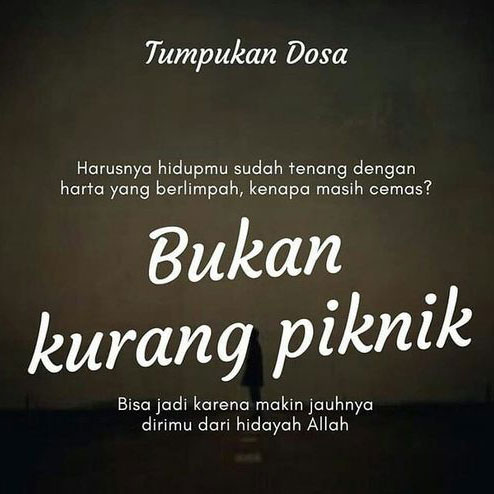 Tumpukan Dosa
Harusnya hidupmu sudah tenang dengan
harta yang berlimpah, kenapa masih cemas?
Bukan
kurang piknik
Bisa jadi karena makin jauhnya
dirimu dari hidayah Allah